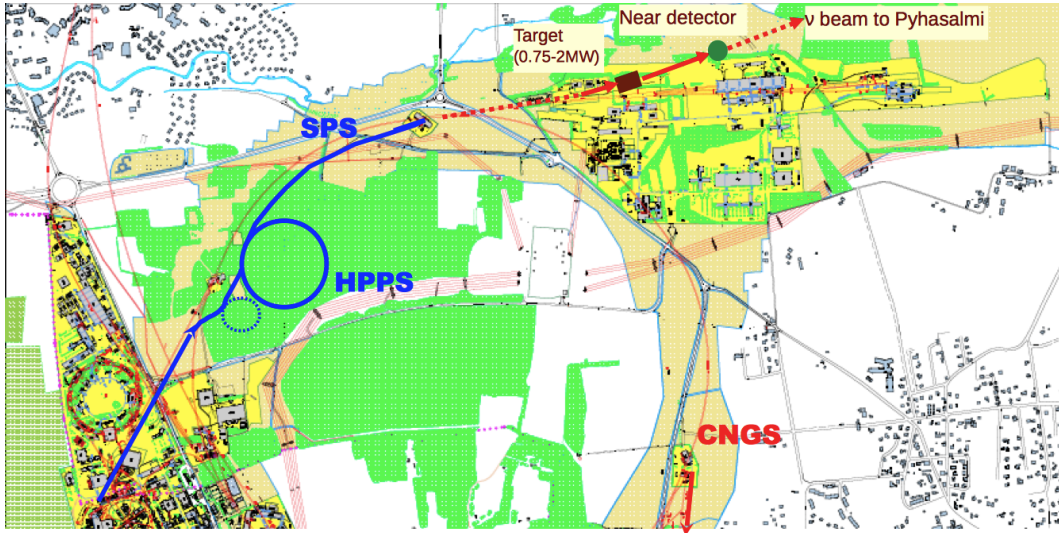 Near detector
ν beam to Pyhasalmi
Target
(0.75-2MW)
SPS
HPPS
CNGS